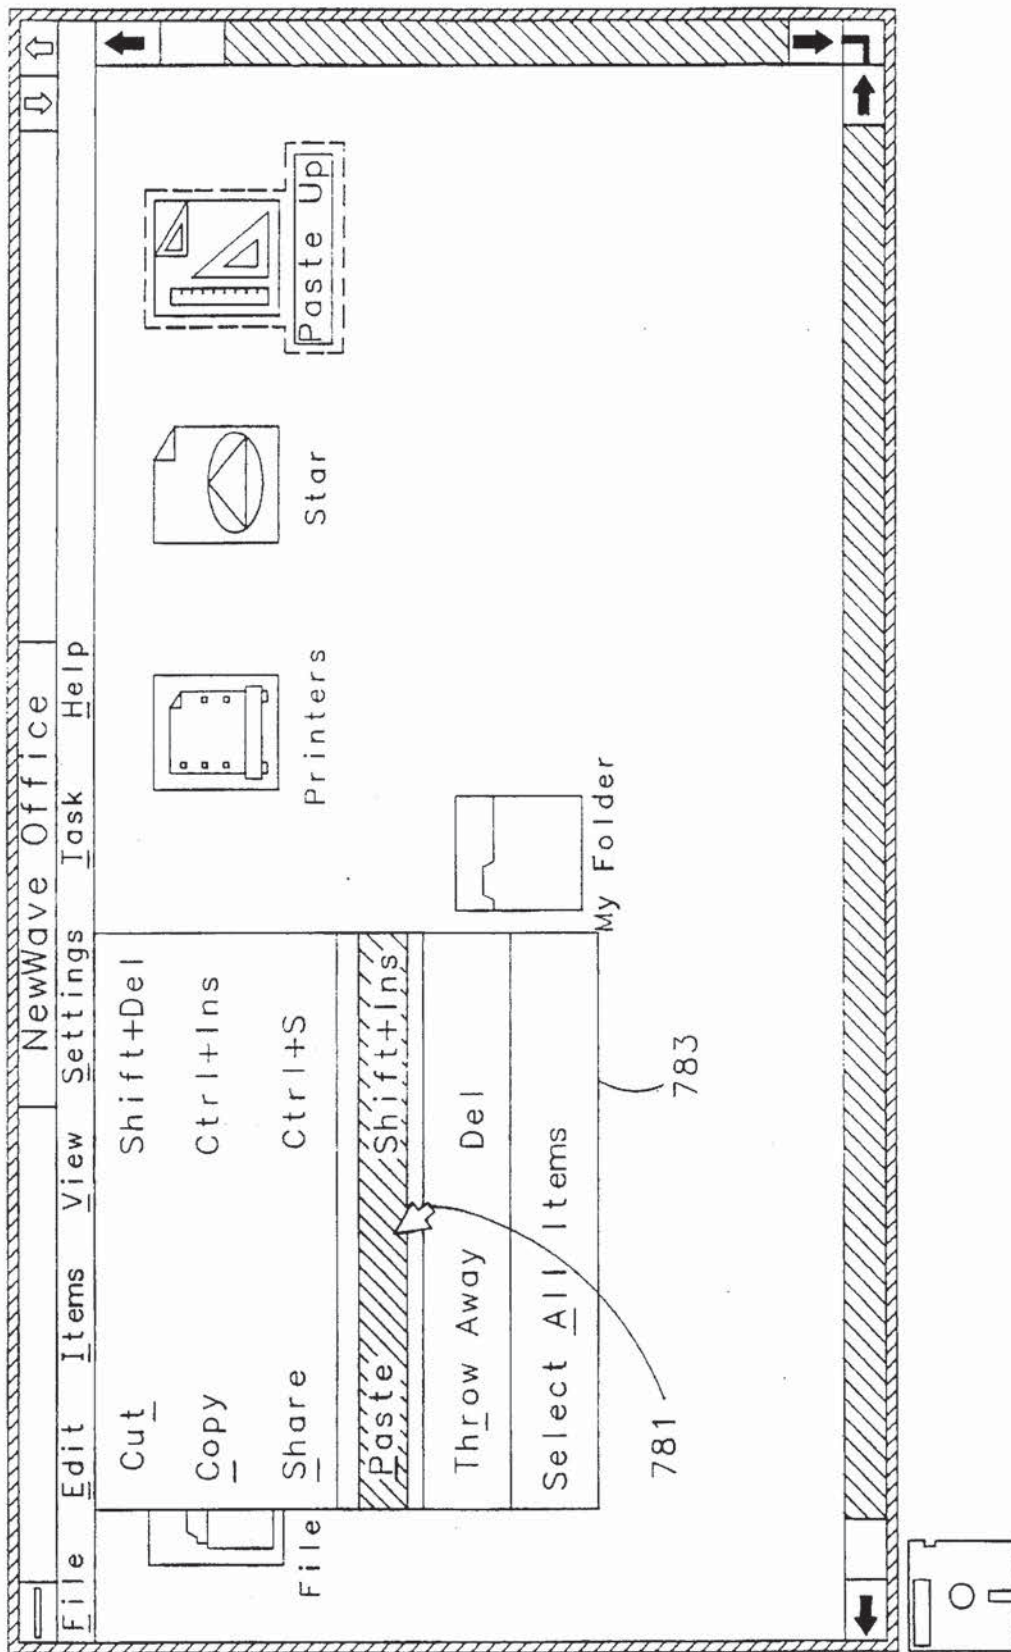 NewWave Office
File Edit Items View Settings Task Help
Cut Shift+Del
Copy Ctrl+Ins
Share Ctrl+S
Paste Shift+Ins
Throw Away Del
Select All Items
File
Printers
Star
Paste Up
My Folder
781
783